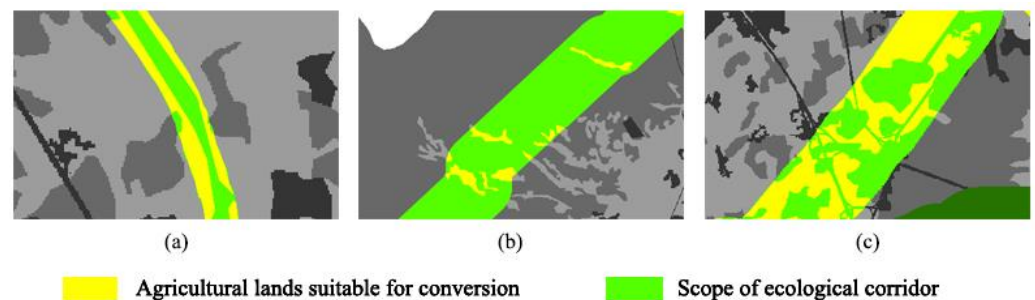 (a)
(b)
(c)
Agricultural lands suitable for conversion
Scope of ecological corridor